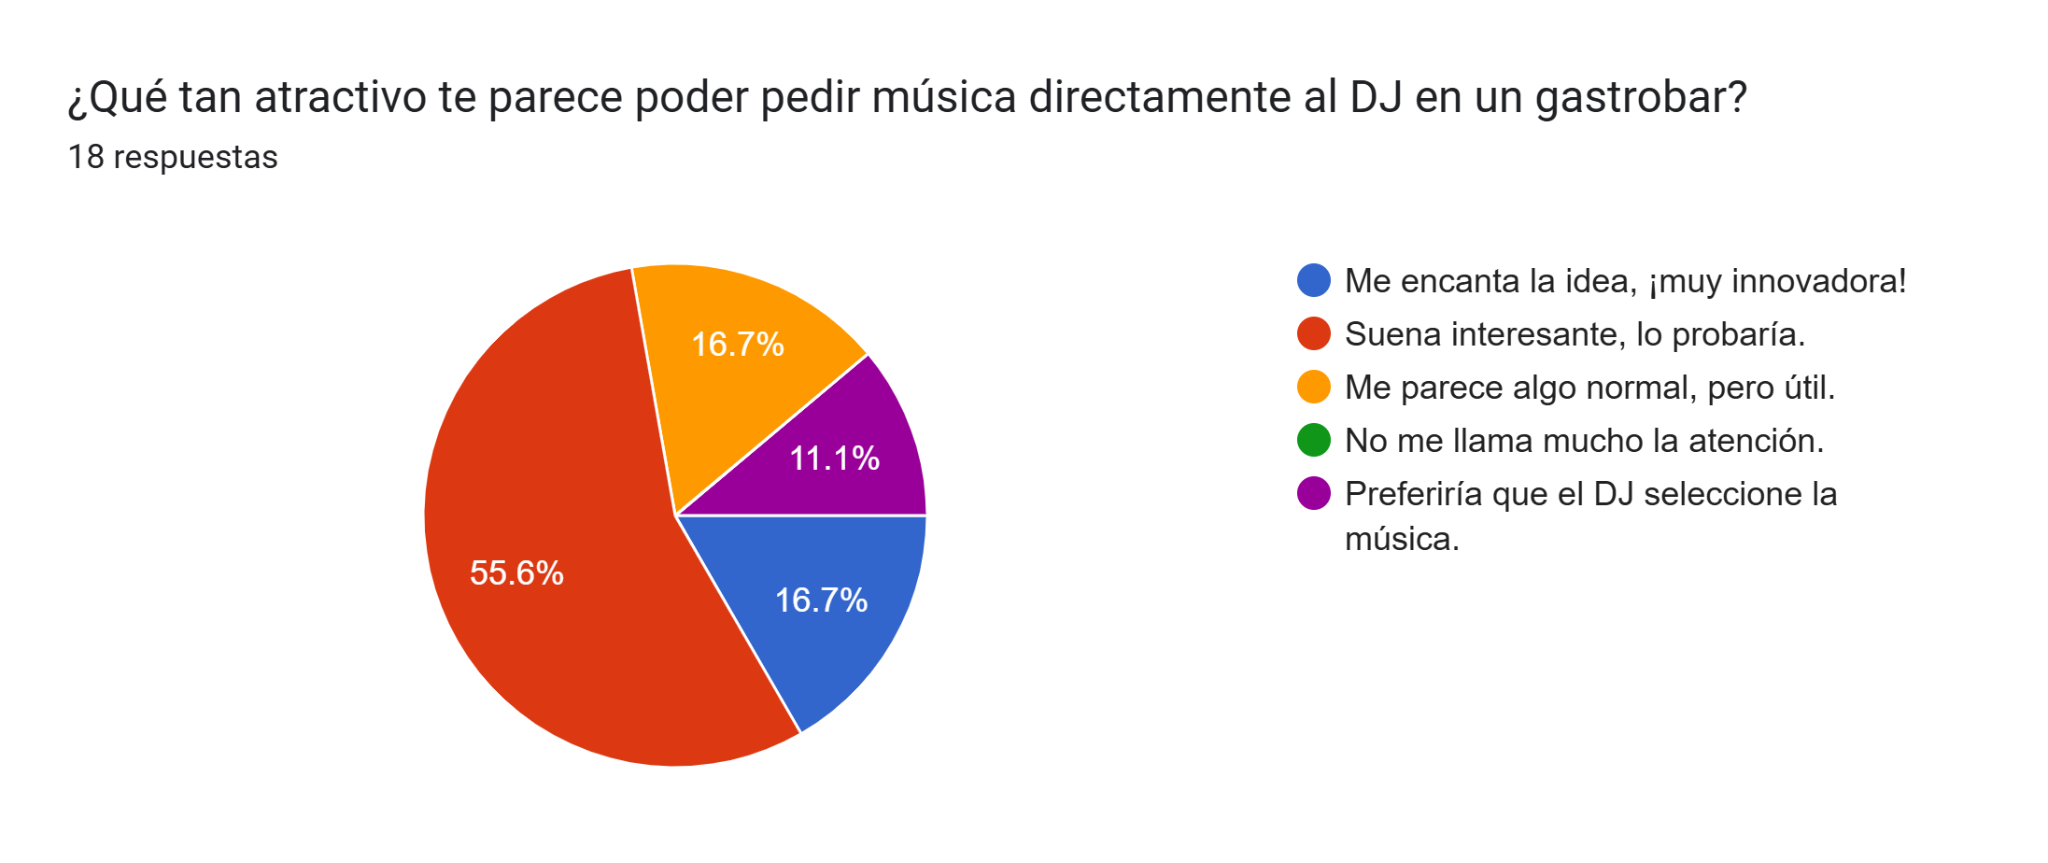 ¿Qué tan atractivo te parece poder pedir música directamente al DJ en un gastrobar?
18 respuestas
16.7%
11.1%
55.6%
16.7%
Me encanta la idea, ¡muy innovadora!
Suena interesante, lo probaría.
Me parece algo normal, pero útil.
No me llama mucho la atención.
Preferiría que el DJ seleccione la
música.